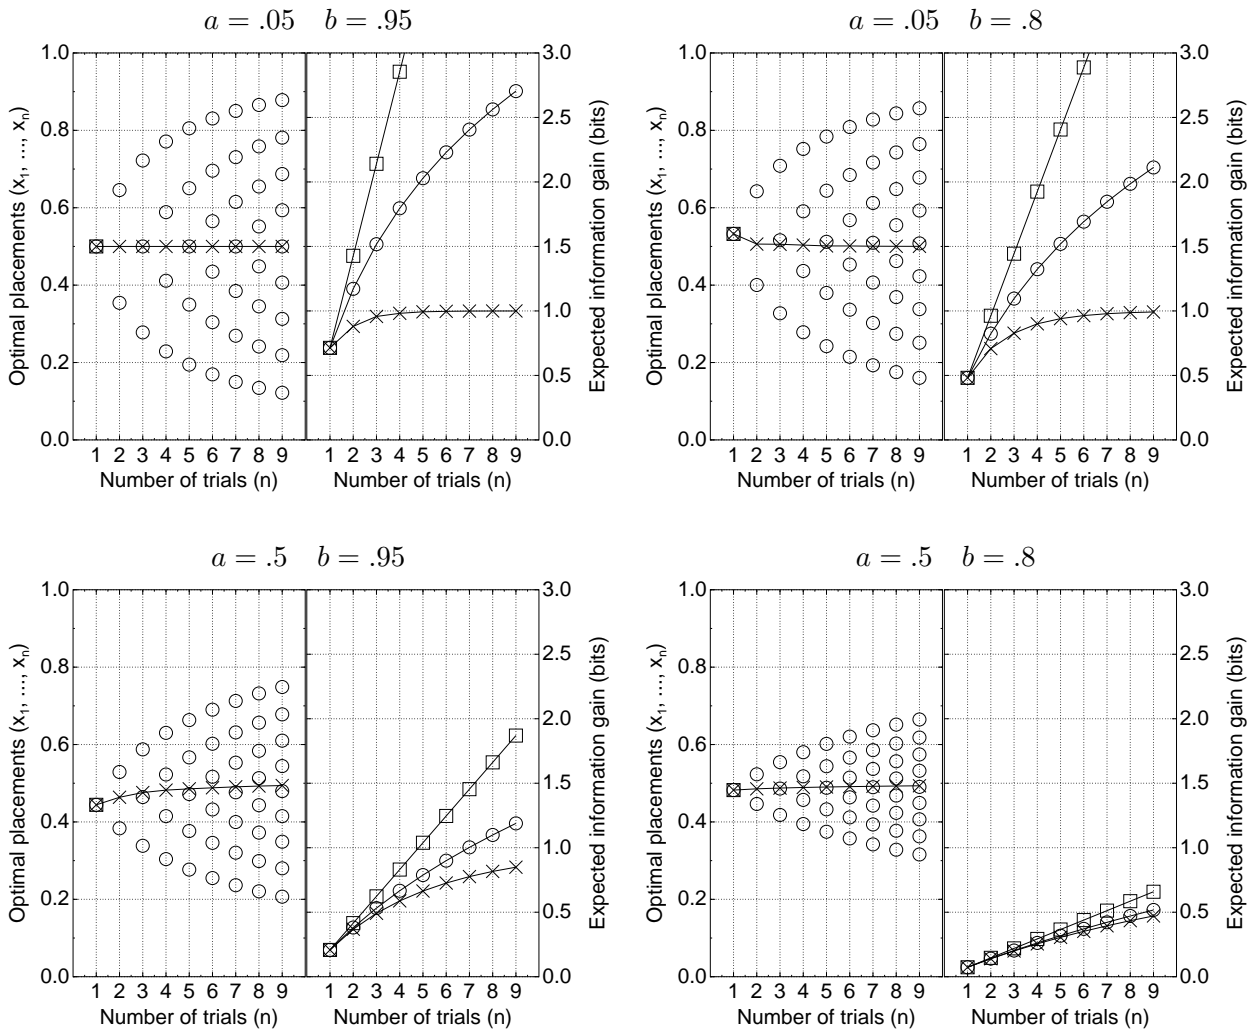 a = .05 b = .95
1.0
0.8
0.6
0.4
0.2
0.0
Optimal placements (x1, ..., xn)
1 2 3 4 5 6 7 8 9
Number of trials (n)
1 2 3 4 5 6 7 8 9
Number of trials (n)
3.0
2.5
2.0
1.5
1.0
0.5
0.0
Expected information gain (bits)
a = .05 b = .8
1.0
0.8
0.6
0.4
0.2
0.0
Optimal placements (x1, ..., xn)
1 2 3 4 5 6 7 8 9
Number of trials (n)
1 2 3 4 5 6 7 8 9
Number of trials (n)
3.0
2.5
2.0
1.5
1.0
0.5
0.0
Expected information gain (bits)
a = .5 b = .95
1.0
0.8
0.6
0.4
0.2
0.0
Optimal placements (x1, ..., xn)
1 2 3 4 5 6 7 8 9
Number of trials (n)
1 2 3 4 5 6 7 8 9
Number of trials (n)
3.0
2.5
2.0
1.5
1.0
0.5
0.0
Expected information gain (bits)
a = .5 b = .8
1.0
0.8
0.6
0.4
0.2
0.0
Optimal placements (x1, ..., xn)
1 2 3 4 5 6 7 8 9
Number of trials (n)
1 2 3 4 5 6 7 8 9
Number of trials (n)
3.0
2.5
2.0
1.5
1.0
0.5
0.0
Expected information gain (bits)